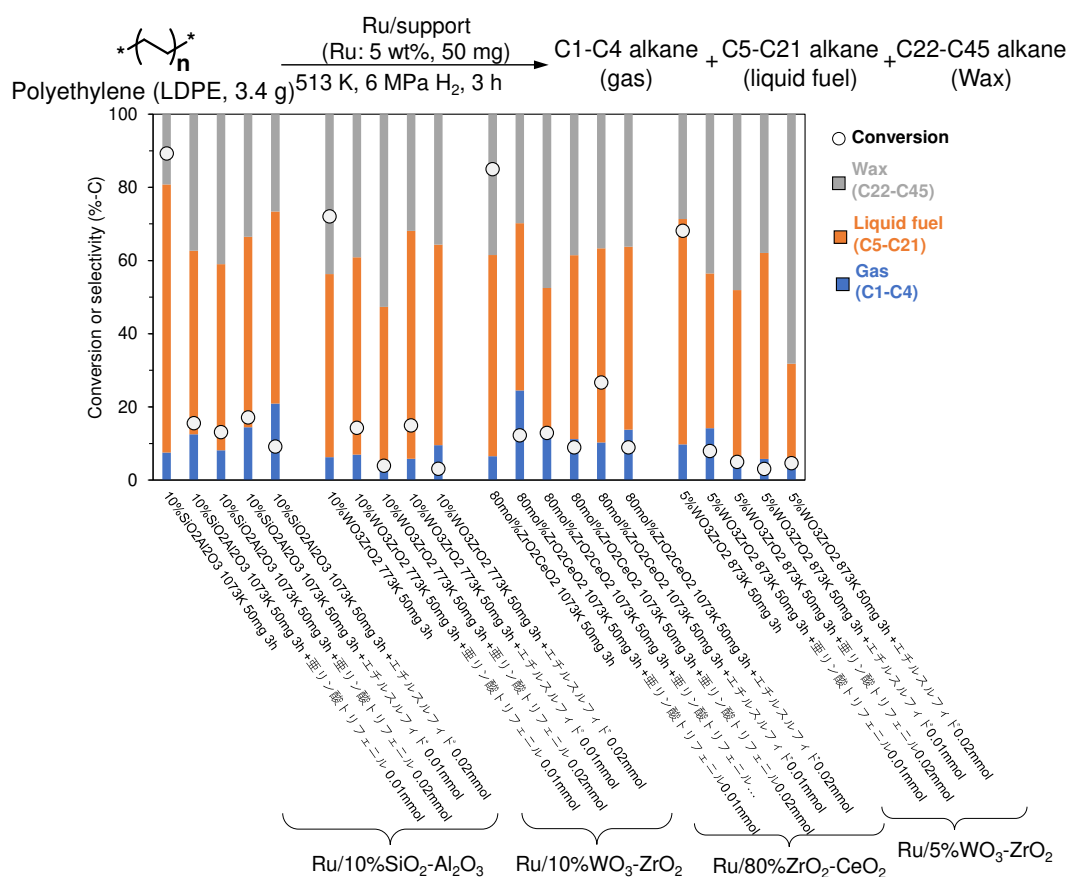 * ( )n *
Polyethylene (LDPE, 3.4 g)
Ru/support
(Ru: 5 wt%, 50 mg)
513 K, 6 MPa H₂, 3 h
C1-C4 alkane
(gas)
+
C5-C21 alkane
(liquid fuel)
+
C22-C45 alkane
(Wax)
Conversion or selectivity (%-C)
100
80
60
40
20
0
Conversion
Wax
(C22-C45)
Liquid fuel
(C5-C21)
Gas
(C1-C4)
10%SiO2Al2O3 1073K 50mg 3h
10%SiO2Al2O3 1073K 50mg 3h +亜リン酸トリフェニル 0.01mmol
10%SiO2Al2O3 1073K 50mg 3h +亜リン酸トリフェニル 0.02mmol
10%SiO2Al2O3 1073K 50mg 3h +エチルスルフィド 0.01mmol
10%SiO2Al2O3 1073K 50mg 3h +エチルスルフィド 0.02mmol
10%WO3ZrO2 773K 50mg 3h
10%WO3ZrO2 773K 50mg 3h +亜リン酸トリフェニル 0.01mmol
10%WO3ZrO2 773K 50mg 3h +亜リン酸トリフェニル 0.02mmol
10%WO3ZrO2 773K 50mg 3h +エチルスルフィド 0.01mmol
10%WO3ZrO2 773K 50mg 3h +エチルスルフィド 0.02mmol
80mol%ZrO2CeO2 1073K 50mg 3h
80mol%ZrO2CeO2 1073K 50mg 3h +亜リン酸トリフェニル0.01mmol
80mol%ZrO2CeO2 1073K 50mg 3h +亜リン酸トリフェニル…
80mol%ZrO2CeO2 1073K 50mg 3h +亜リン酸トリフェニル0.02mmol
80mol%ZrO2CeO2 1073K 50mg 3h +エチルスルフィド0.01mmol
80mol%ZrO2CeO2 1073K 50mg 3h +エチルスルフィド0.02mmol
5%WO3ZrO2 873K 50mg 3h
5%WO3ZrO2 873K 50mg 3h +亜リン酸トリフェニル0.01mmol
5%WO3ZrO2 873K 50mg 3h +亜リン酸トリフェニル0.02mmol
5%WO3ZrO2 873K 50mg 3h +エチルスルフィド0.01mmol
5%WO3ZrO2 873K 50mg 3h +エチルスルフィド0.02mmol
Ru/10%SiO₂-Al₂O₃
Ru/10%WO₃-ZrO₂
Ru/80%ZrO₂-CeO₂
Ru/5%WO₃-ZrO₂